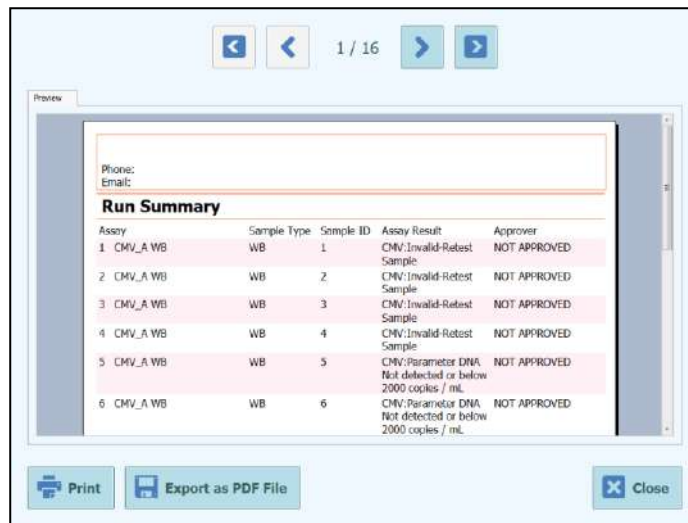 1 / 16
Preview
Phone:
Email:
Run Summary
Assay Sample Type Sample ID Assay Result Approver
1 CMV_A WB WB 1 CMV:Invalid-Retest NOT APPROVED
Sample
2 CMV_A WB WB 2 CMV:Invalid-Retest NOT APPROVED
Sample
3 CMV_A WB WB 3 CMV:Invalid-Retest NOT APPROVED
Sample
4 CMV_A WB WB 4 CMV:Invalid-Retest NOT APPROVED
Sample
5 CMV_A WB WB 5 CMV:Parameter DNA NOT APPROVED
Not detected or below
2000 copies / mL
6 CMV_A WB WB 6 CMV:Parameter DNA NOT APPROVED
Not detected or below
2000 copies / mL
Print Export as PDF File Close